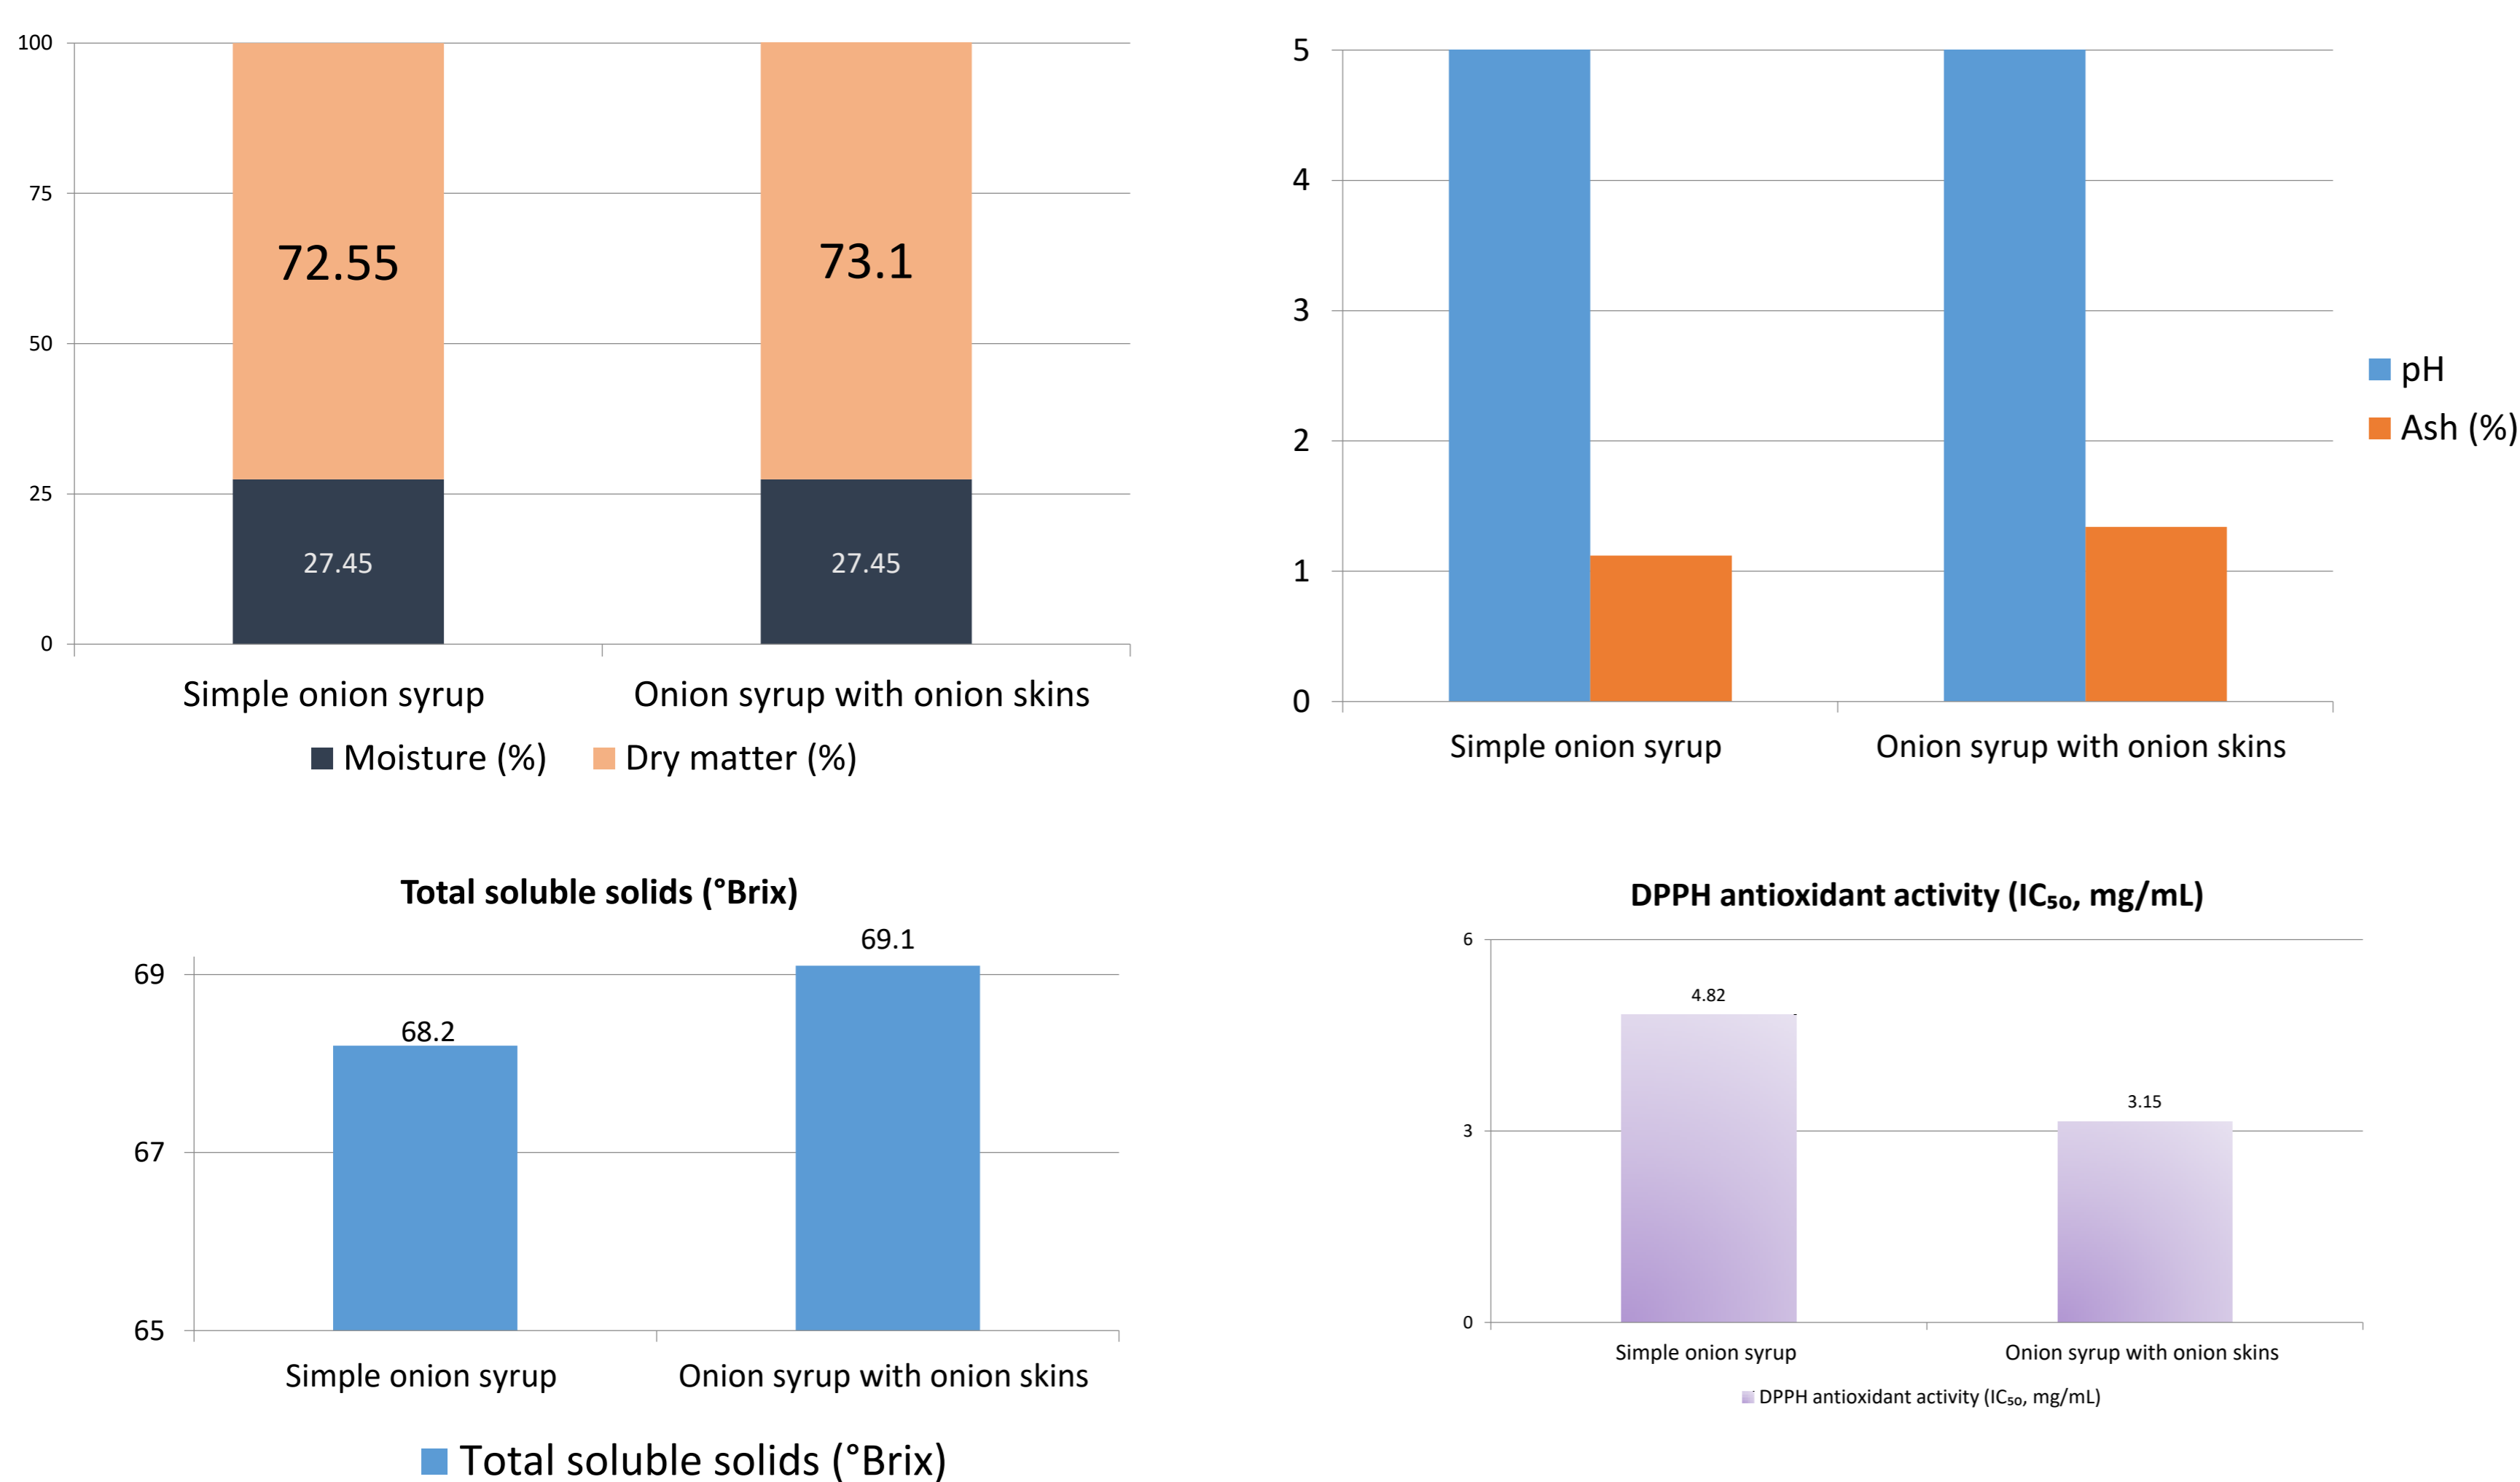 100
75
50
25
0
72.55
73.1
27.45
27.45
Simple onion syrup
Onion syrup with onion skins
Moisture (%)
Dry matter (%)
5
4
3
2
1
0
pH
Ash (%)
Simple onion syrup
Onion syrup with onion skins
Total soluble solids (°Brix)
69.1
69
68.2
67
65
Simple onion syrup
Onion syrup with onion skins
Total soluble solids (°Brix)
DPPH antioxidant activity (IC₅₀, mg/mL)
6
4.82
3.15
3
0
Simple onion syrup
Onion syrup with onion skins
DPPH antioxidant activity (IC₅₀, mg/mL)